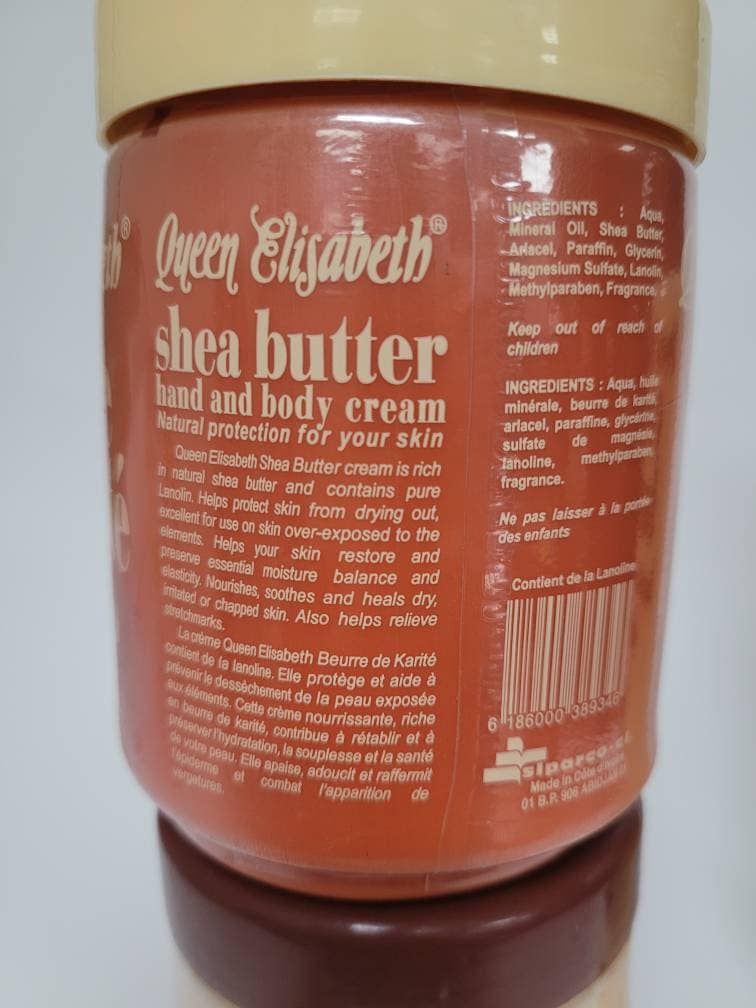 th®
é
Queen Elisabeth®
shea butter
hand and body cream
Natural protection for your skin
Queen Elisabeth Shea Butter cream is rich
in natural shea butter and contains pure
Lanolin. Helps protect skin from drying out,
excellent for use on skin over-exposed to the
elements. Helps your skin restore and
preserve essential moisture balance and
elasticity. Nourishes, soothes and heals dry,
irritated or chapped skin. Also helps relieve
stretchmarks.
La crème Queen Elisabeth Beurre de Karité
contient de la lanoline. Elle protège et aide à
prévenir le dessèchement de la peau exposée
aux éléments. Cette crème nourrissante, riche
en beurre de karité, contribue à rétablir et à
préserver l'hydratation, la souplesse et la santé
de votre peau. Elle apaise, adoucit et raffermit
l'épiderme et combat l'apparition de
vergetures.
INGREDIENTS : Aqua,
Mineral Oil, Shea Butter,
Arlacel, Paraffin, Glycerin,
Magnesium Sulfate, Lanolin,
Methylparaben, Fragrance.
Keep out of reach of
children
INGREDIENTS : Aqua, huile
minérale, beurre de karité,
arlacel, paraffine, glycérine,
sulfate de magnésie,
lanoline, methylparaben,
fragrance.
Ne pas laisser à la portée
des enfants
Contient de la Lanoline
6 186000 389346
siparco-ci
Made in Côte d'Ivoire
01 B.P. 906 ABIDJAN